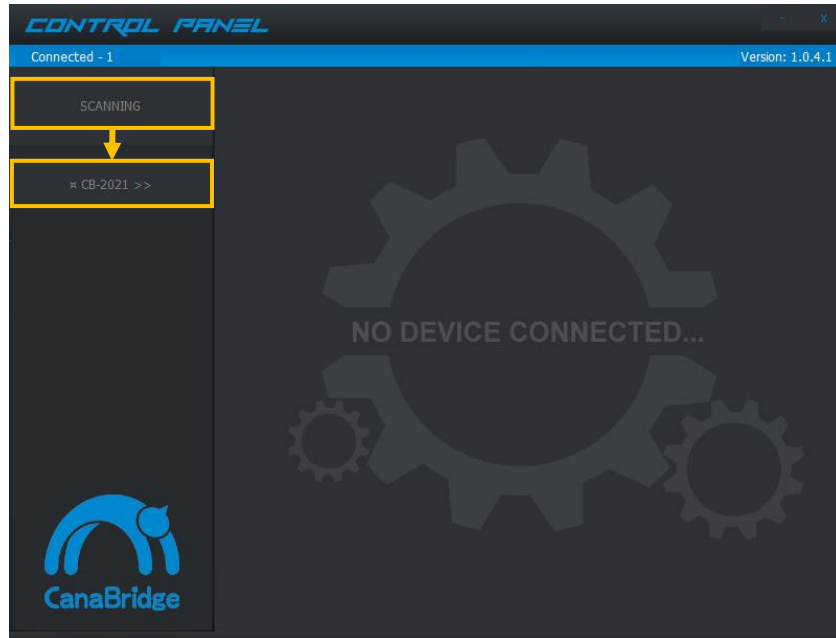 CONTROL PANEL
- x
Connected - 1
Version: 1.0.4.1
SCANNING
¤ CB-2021 >>
NO DEVICE CONNECTED...
CanaBridge